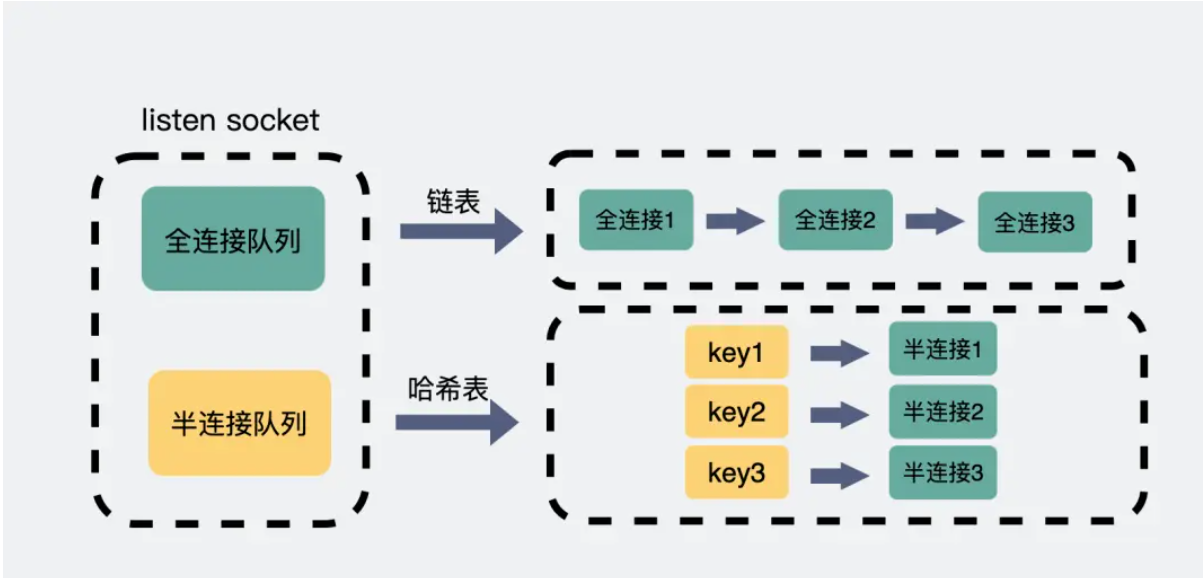 listen socket
全连接队列
链表
全连接1
全连接2
全连接3
半连接队列
哈希表
key1
半连接1
key2
半连接2
key3
半连接3